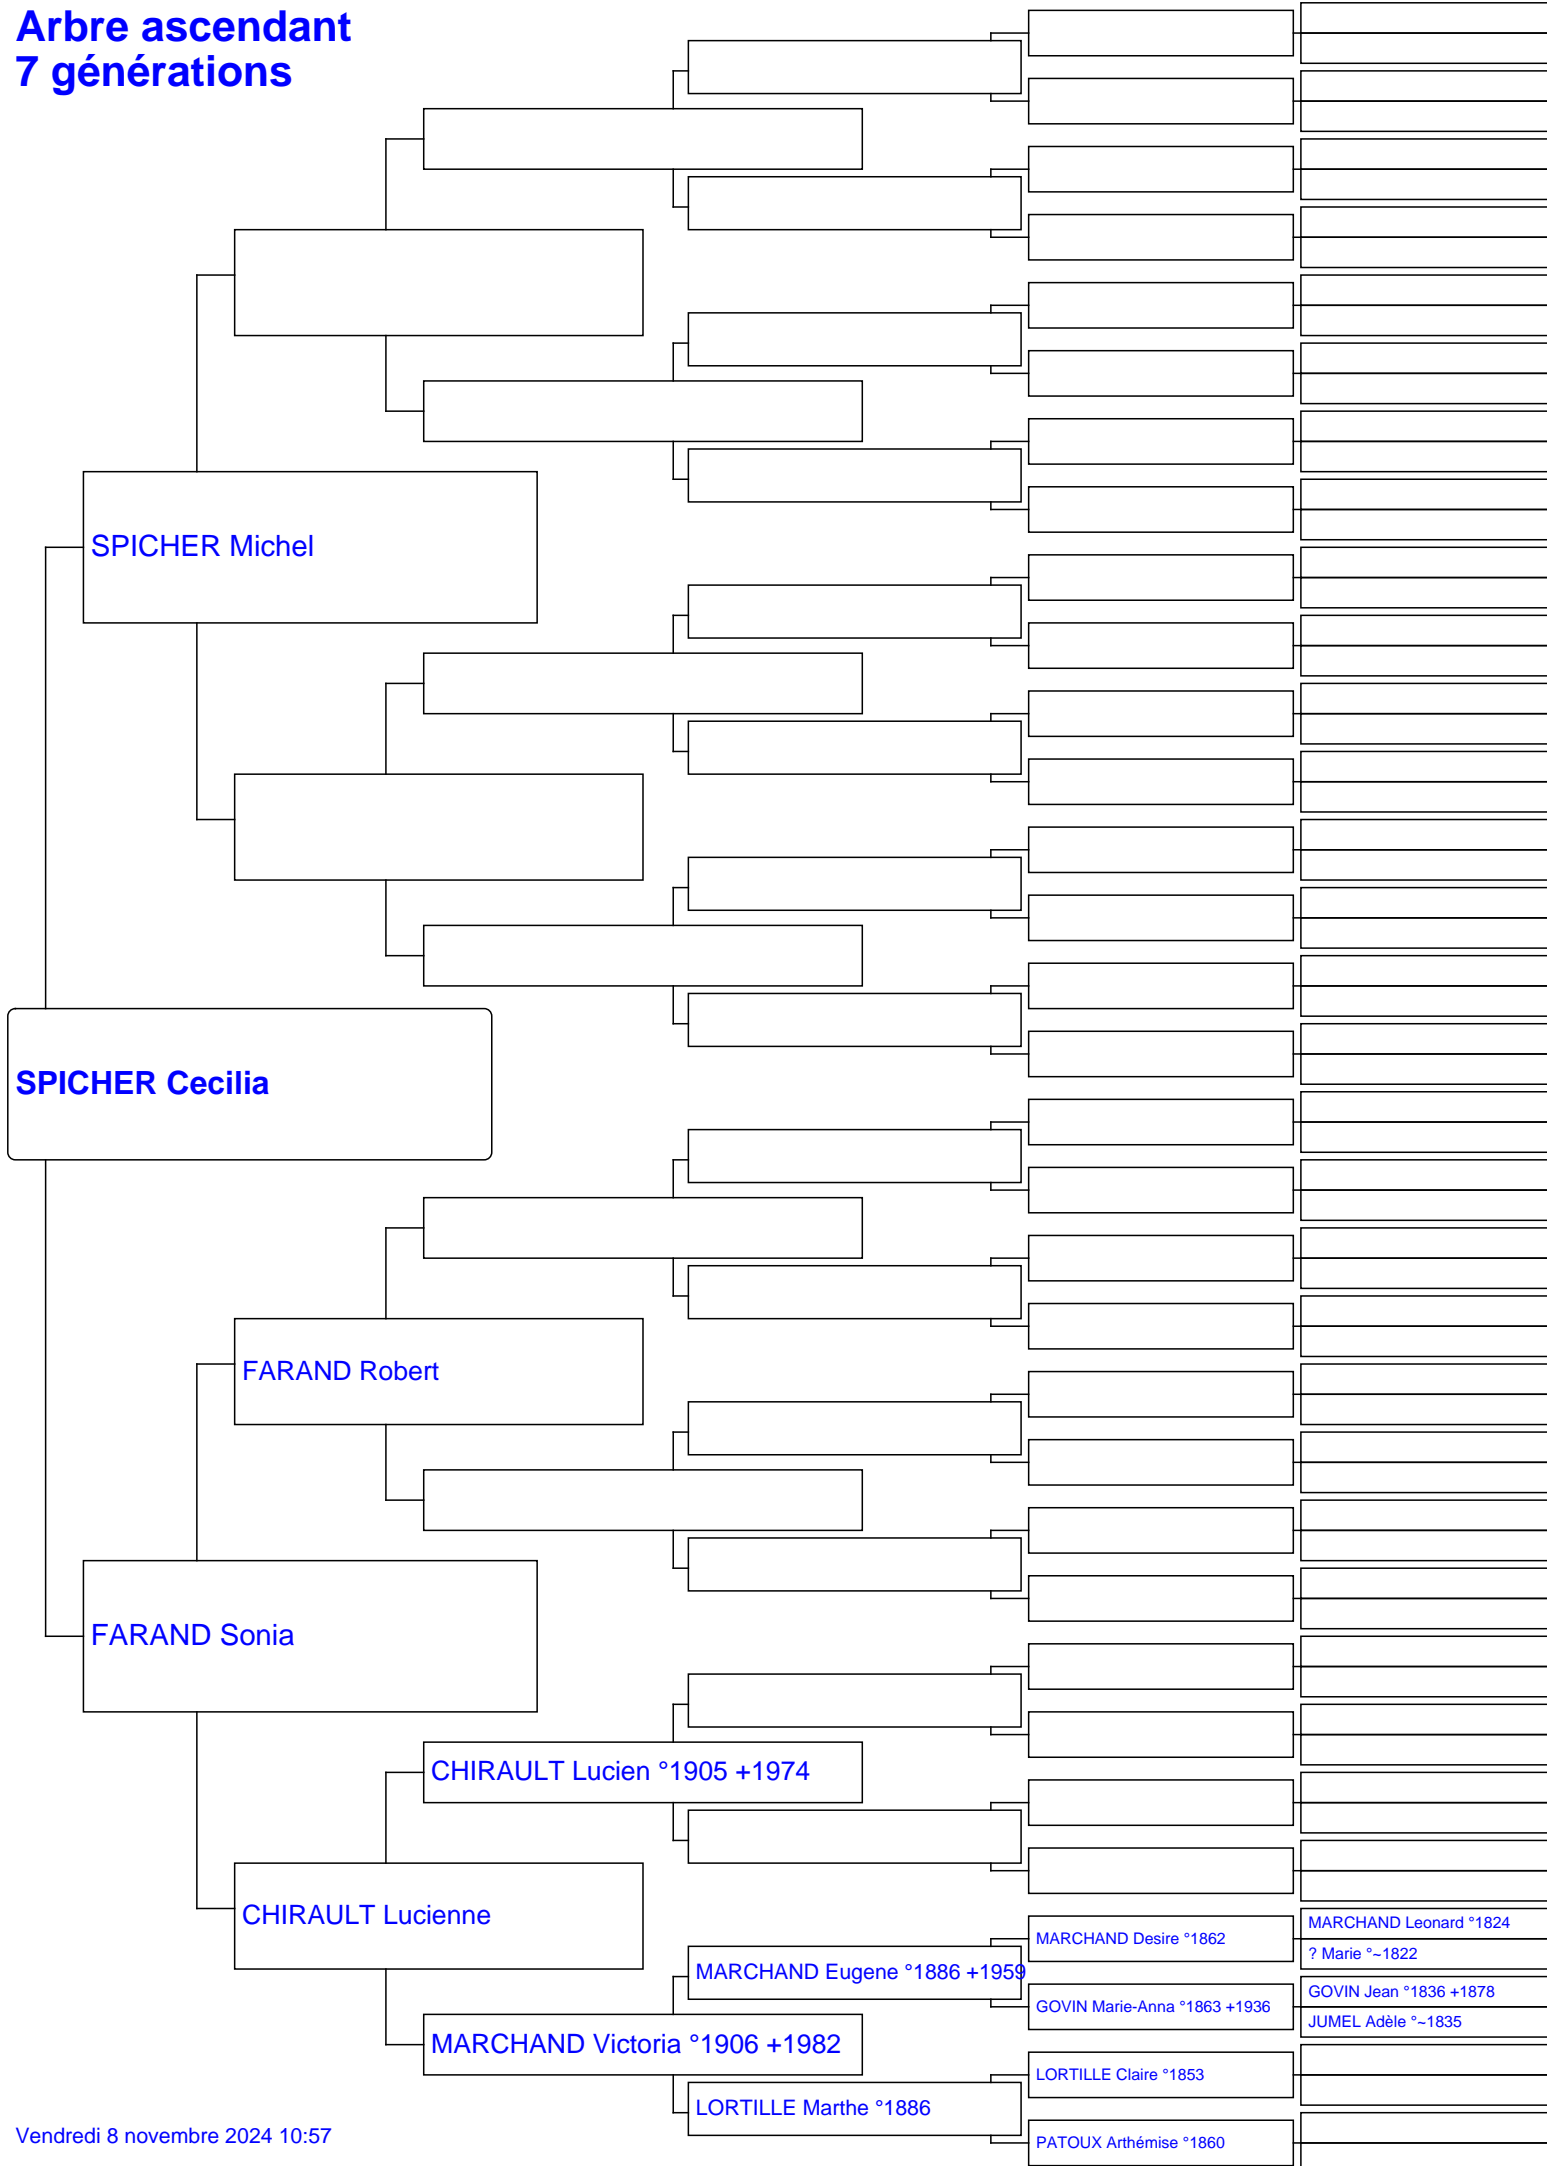 Arbre ascendant
7 générations
SPICHER Michel
SPICHER Cecilia
FARAND Robert
FARAND Sonia
CHIRAULT Lucien °1905 +1974
CHIRAULT Lucienne
MARCHAND Leonard °1824
MARCHAND Desire °1862
? Marie °~1822
MARCHAND Eugene °1886 +1959
GOVIN Jean °1836 +1878
GOVIN Marie-Anna °1863 +1936
JUMEL Adèle °~1835
MARCHAND Victoria °1906 +1982
LORTILLE Claire °1853
LORTILLE Marthe °1886
PATOUX Arthémise °1860
Vendredi 8 novembre 2024 10:57